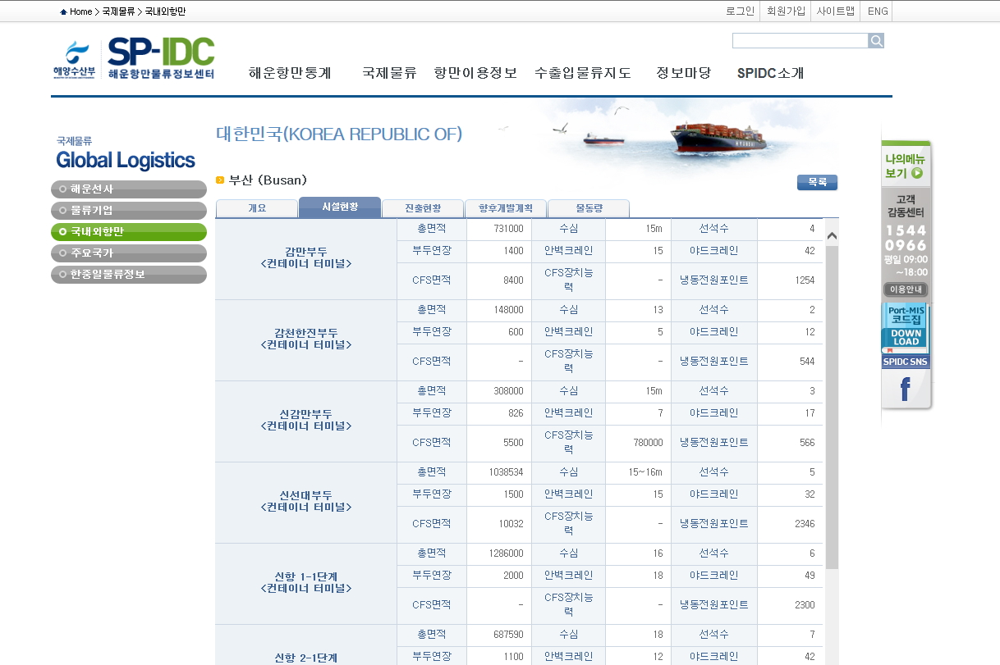 Home > 국제물류 > 국내외항만
로그인 회원가입 사이트맵 ENG
해양수산부 SP-IDC
해운항만물류정보센터
해운항만통계 국제물류 항만이용정보 수출입물류지도 정보마당 SPIDC소개
국제물류
Global Logistics
해운선사
물류기업
국내외항만
주요국가
한중일물류정보
대한민국(KOREA REPUBLIC OF)
부산 (Busan)
목록
개요 시설현황 진출현황 향후개발계획 물동량
감만부두
<컨테이너 터미널>
총면적 731000 수심 15m 선석수 4
부두연장 1400 안벽크레인 15 야드크레인 42
CFS면적 8400 CFS장치능력 - 냉동전원포인트 1254
감천한진부두
<컨테이너 터미널>
총면적 148000 수심 13 선석수 2
부두연장 600 안벽크레인 5 야드크레인 12
CFS면적 - CFS장치능력 - 냉동전원포인트 544
신감만부두
<컨테이너 터미널>
총면적 308000 수심 15m 선석수 3
부두연장 826 안벽크레인 7 야드크레인 17
CFS면적 5500 CFS장치능력 780000 냉동전원포인트 566
신선대부두
<컨테이너 터미널>
총면적 1038534 수심 15~16m 선석수 5
부두연장 1500 안벽크레인 15 야드크레인 32
CFS면적 10032 CFS장치능력 - 냉동전원포인트 2346
신항 1-1단계
<컨테이너 터미널>
총면적 1286000 수심 16 선석수 6
부두연장 2000 안벽크레인 18 야드크레인 49
CFS면적 - CFS장치능력 - 냉동전원포인트 2300
신항 2-1단계
총면적 687590 수심 18 선석수 7
부두연장 1100 안벽크레인 12 야드크레인 42
나의메뉴
보기
고객
감동센터
1544
0966
평일 09:00
~18:00
이용안내
Port-MIS
코드집
DOWN
LOAD
SPIDC SNS
f